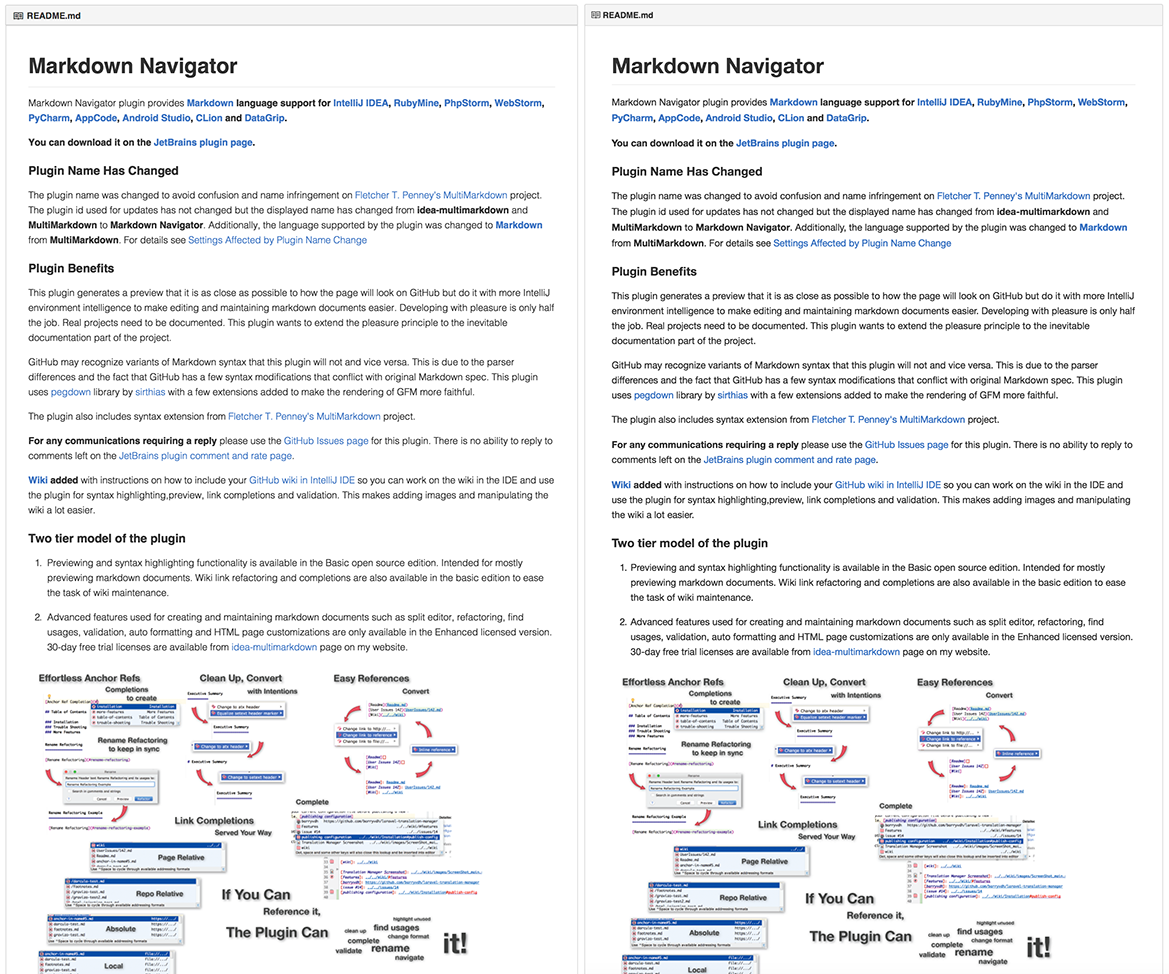 README.md
Markdown Navigator
Markdown Navigator plugin provides Markdown language support for IntelliJ IDEA, RubyMine, PhpStorm, WebStorm,
PyCharm, AppCode, Android Studio, CLion and DataGrip.
You can download it on the JetBrains plugin page.
Plugin Name Has Changed
The plugin name was changed to avoid confusion and name infringement on Fletcher T. Penney's MultiMarkdown project.
The plugin id used for updates has not changed but the displayed name has changed from idea-multimarkdown and
MultiMarkdown to Markdown Navigator. Additionally, the language supported by the plugin was changed to Markdown
from MultiMarkdown. For details see Settings Affected by Plugin Name Change
Plugin Benefits
This plugin generates a preview that it is as close as possible to how the page will look on GitHub but do it with more IntelliJ
environment intelligence to make editing and maintaining markdown documents easier. Developing with pleasure is only half
the job. Real projects need to be documented. This plugin wants to extend the pleasure principle to the inevitable
documentation part of the project.
GitHub may recognize variants of Markdown syntax that this plugin will not and vice versa. This is due to the parser
differences and the fact that GitHub has a few syntax modifications that conflict with original Markdown spec. This plugin
uses pegdown library by sirthias with a few extensions added to make the rendering of GFM more faithful.
The plugin also includes syntax extension from Fletcher T. Penney's MultiMarkdown project.
For any communications requiring a reply please use the GitHub Issues page for this plugin. There is no ability to reply to
comments left on the JetBrains plugin comment and rate page.
Wiki added with instructions on how to include your GitHub wiki in IntelliJ IDE so you can work on the wiki in the IDE and use
the plugin for syntax highlighting,preview, link completions and validation. This makes adding images and manipulating the
wiki a lot easier.
Two tier model of the plugin
1. Previewing and syntax highlighting functionality is available in the Basic open source edition. Intended for mostly
previewing markdown documents. Wiki link refactoring and completions are also available in the basic edition to ease
the task of wiki maintenance.
2. Advanced features used for creating and maintaining markdown documents such as split editor, refactoring, find
usages, validation, auto formatting and HTML page customizations are only available in the Enhanced licensed version.
30-day free trial licenses are available from idea-multimarkdown page on my website.
Effortless Anchor Refs
Completions
to create
Rename Refactoring
to keep in sync
Clean Up, Convert
with Intentions
Easy References
Convert
Complete
Link Completions
Served Your Way
Page Relative
Repo Relative
Absolute
Local
If You Can
Reference it,
The Plugin Can
highlight unused
clean up
find usages
complete
change format
validate
rename
navigate
it!
README.md
Markdown Navigator
Markdown Navigator plugin provides Markdown language support for IntelliJ IDEA, RubyMine, PhpStorm, WebStorm,
PyCharm, AppCode, Android Studio, CLion and DataGrip.
You can download it on the JetBrains plugin page.
Plugin Name Has Changed
The plugin name was changed to avoid confusion and name infringement on Fletcher T. Penney's MultiMarkdown project.
The plugin id used for updates has not changed but the displayed name has changed from idea-multimarkdown and
MultiMarkdown to Markdown Navigator. Additionally, the language supported by the plugin was changed to Markdown
from MultiMarkdown. For details see Settings Affected by Plugin Name Change
Plugin Benefits
This plugin generates a preview that it is as close as possible to how the page will look on GitHub but do it with more IntelliJ
environment intelligence to make editing and maintaining markdown documents easier. Developing with pleasure is only half
the job. Real projects need to be documented. This plugin wants to extend the pleasure principle to the inevitable
documentation part of the project.
GitHub may recognize variants of Markdown syntax that this plugin will not and vice versa. This is due to the parser
differences and the fact that GitHub has a few syntax modifications that conflict with original Markdown spec. This plugin
uses pegdown library by sirthias with a few extensions added to make the rendering of GFM more faithful.
The plugin also includes syntax extension from Fletcher T. Penney's MultiMarkdown project.
For any communications requiring a reply please use the GitHub Issues page for this plugin. There is no ability to reply to
comments left on the JetBrains plugin comment and rate page.
Wiki added with instructions on how to include your GitHub wiki in IntelliJ IDE so you can work on the wiki in the IDE and
use the plugin for syntax highlighting,preview, link completions and validation. This makes adding images and manipulating
the wiki a lot easier.
Two tier model of the plugin
1. Previewing and syntax highlighting functionality is available in the Basic open source edition. Intended for mostly
previewing markdown documents. Wiki link refactoring and completions are also available in the basic edition to ease
the task of wiki maintenance.
2. Advanced features used for creating and maintaining markdown documents such as split editor, refactoring, find
usages, validation, auto formatting and HTML page customizations are only available in the Enhanced licensed version.
30-day free trial licenses are available from idea-multimarkdown page on my website.
Effortless Anchor Refs
Completions
to create
Rename Refactoring
to keep in sync
Clean Up, Convert
with Intentions
Easy References
Convert
Complete
Link Completions
Served Your Way
Page Relative
Repo Relative
Absolute
Local
If You Can
Reference it,
The Plugin Can
highlight unused
clean up
find usages
complete
change format
validate
rename
navigate
it!